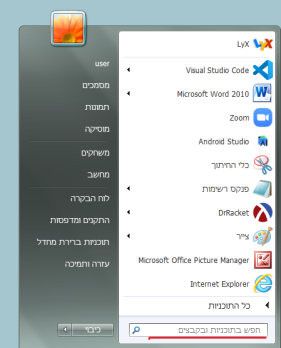 LyX
Visual Studio Code
Microsoft Word 2010
Zoom
Android Studio
כלי החיתוך
פנקס רשימות
DrRacket
צייר
Microsoft Office Picture Manager
Internet Explorer
כל התוכניות
חפש בתוכניות ובקבצים
user
מסמכים
תמונות
מוסיקה
משחקים
מחשב
לוח הבקרה
התקנים ומדפסות
תוכניות ברירת מחדל
עזרה ותמיכה
כיבוי